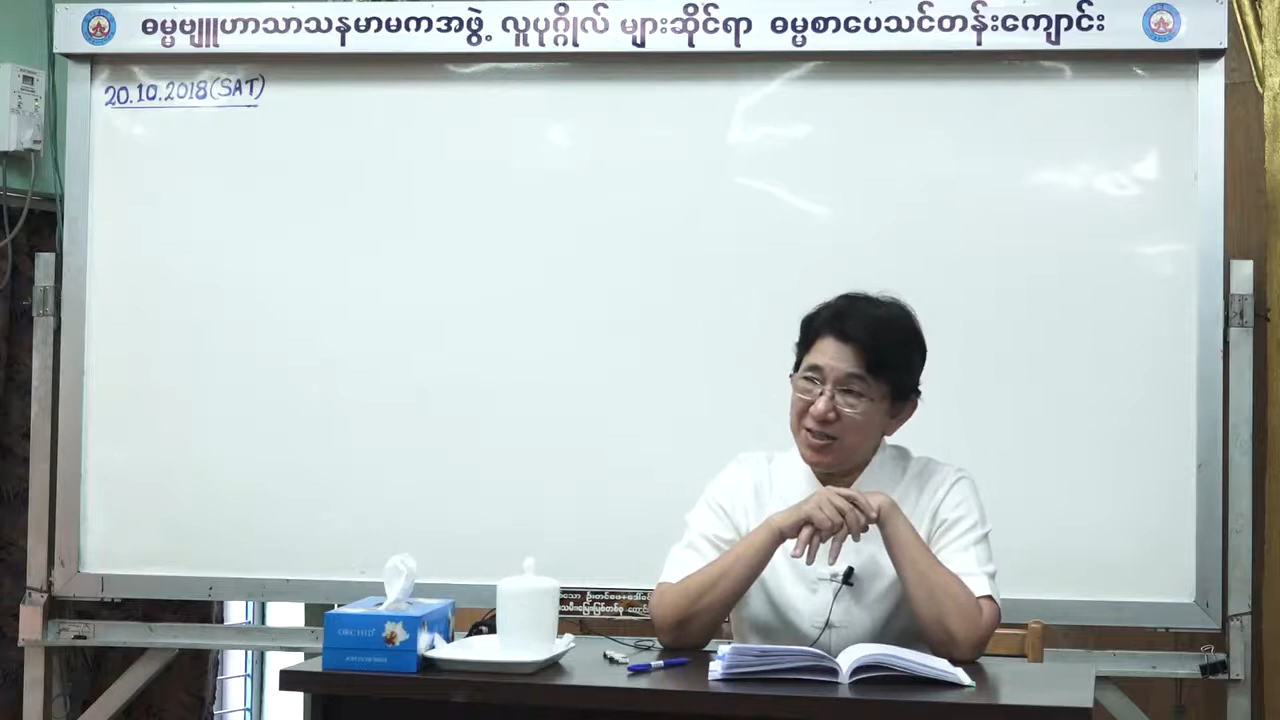 ဓမ္မဗျူဟာသာသနမာမကအဖွဲ့ လူပုဂ္ဂိုလ် များဆိုင်ရာ ဓမ္မစာပေသင်တန်းကျောင်း
20.10.2018(SAT)
ORCHID